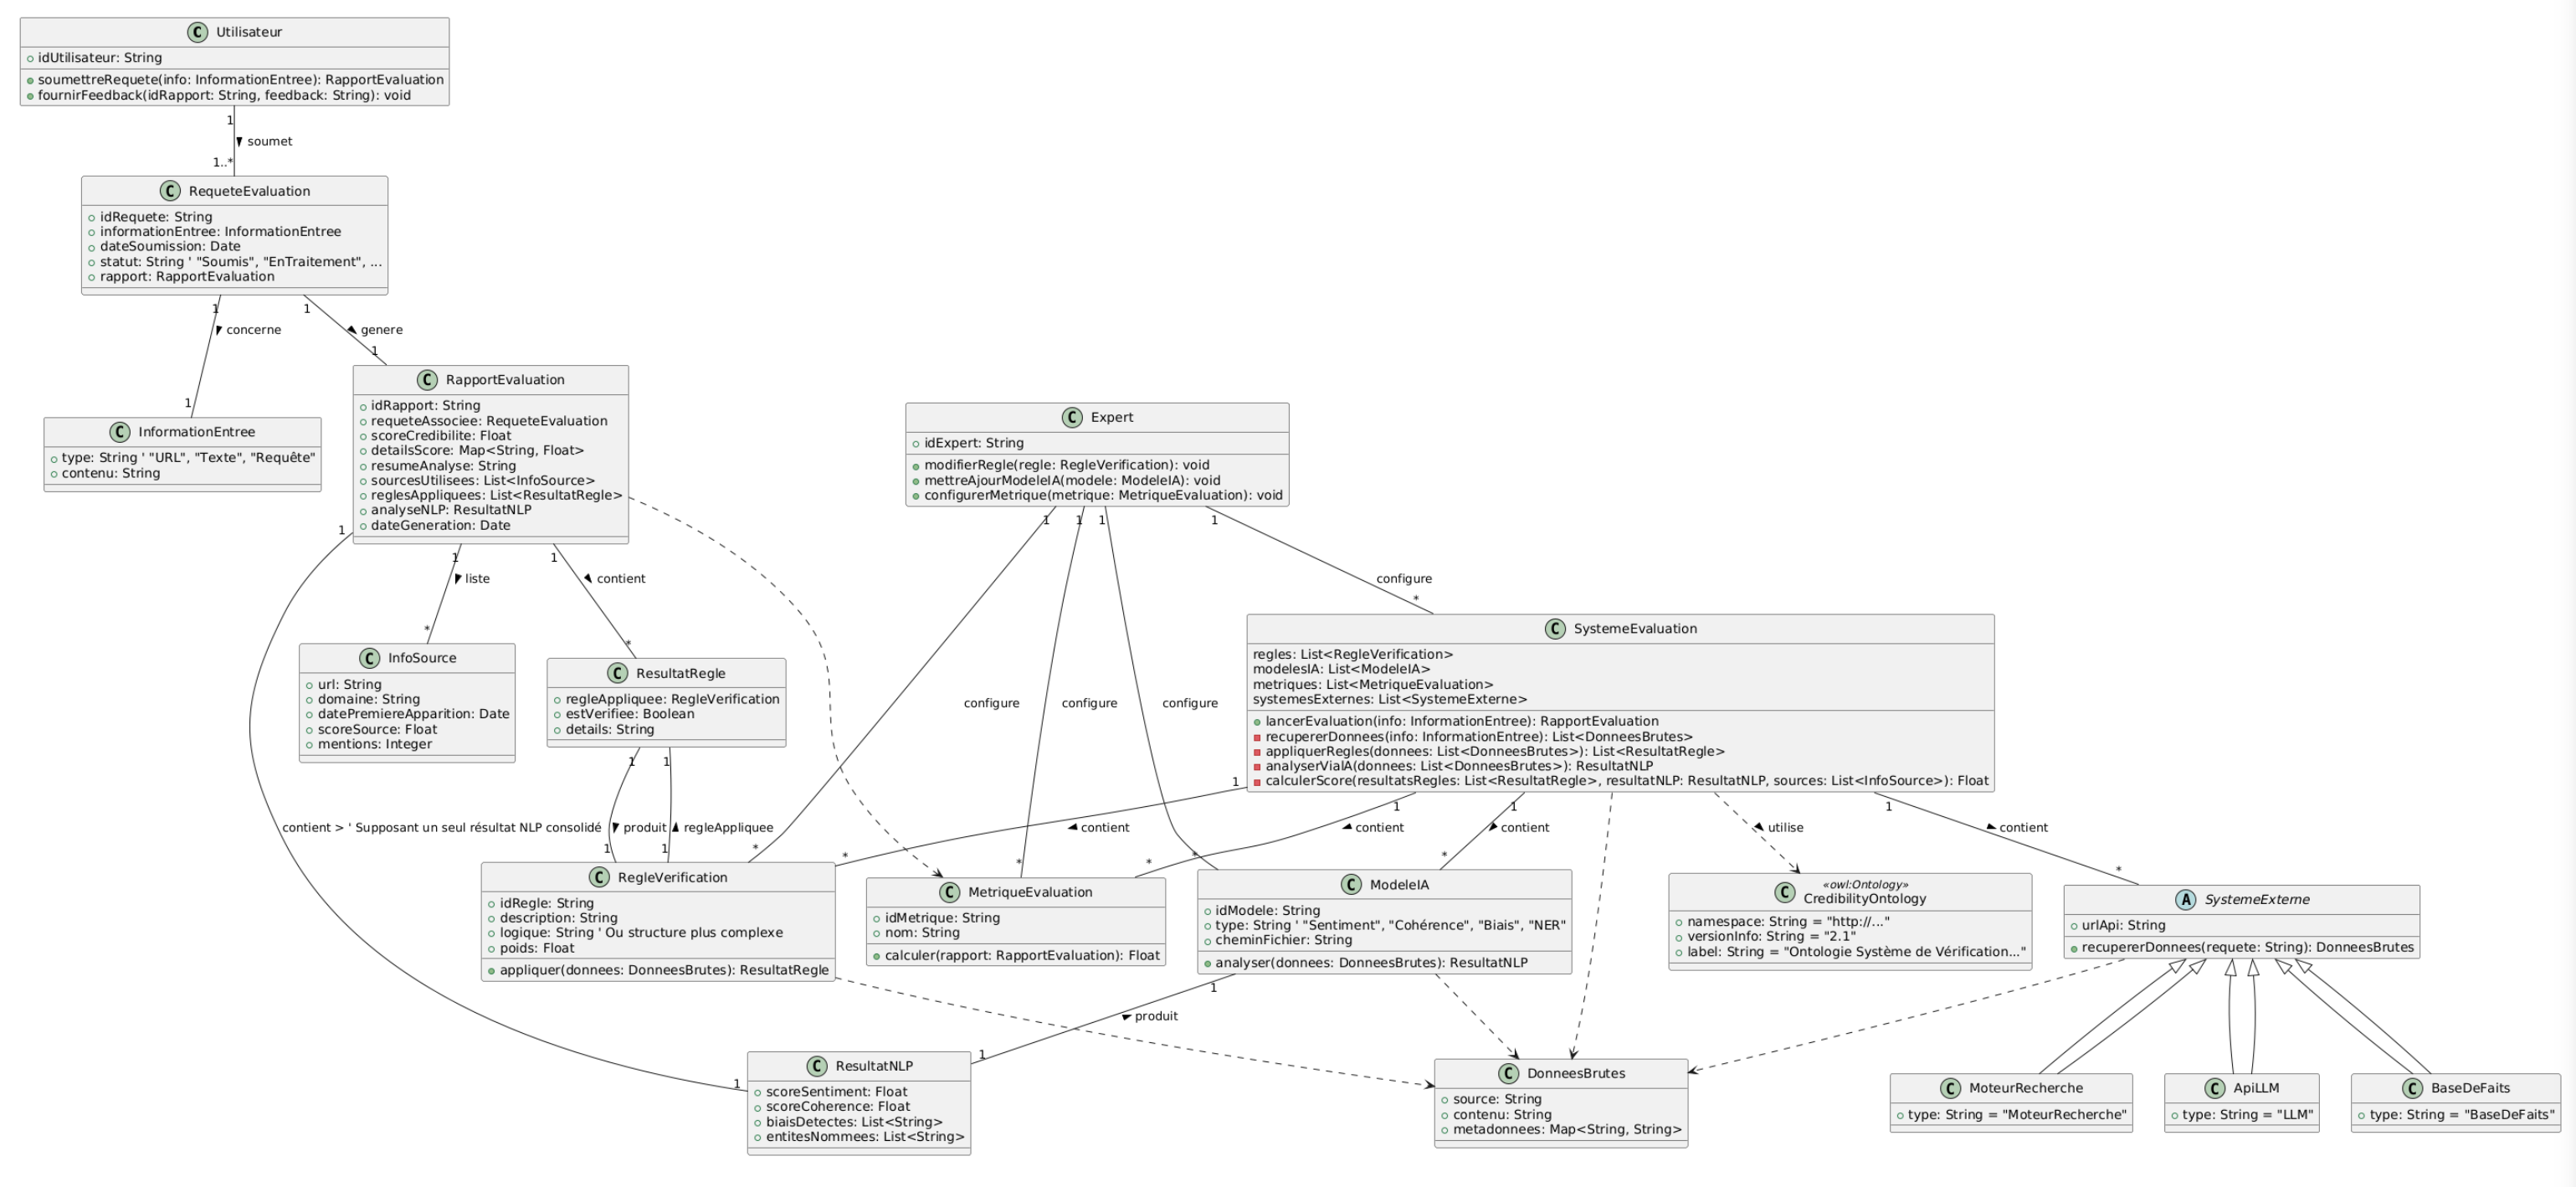 C Utilisateur
idUtilisateur: String
soumettreRequete(info: InformationEntree): RapportEvaluation
fournirFeedback(idRapport: String, feedback: String): void
1
soumet
1..*
C RequeteEvaluation
idRequete: String
informationEntree: InformationEntree
dateSoumission: Date
statut: String ' "Soumis", "EnTraitement", ...
rapport: RapportEvaluation
1
1
concerne
genere
1
1
C InformationEntree
type: String ' "URL", "Texte", "Requête"
contenu: String
C RapportEvaluation
idRapport: String
requeteAssociee: RequeteEvaluation
scoreCredibilite: Float
detailsScore: Map<String, Float>
resumeAnalyse: String
sourcesUtilisees: List<InfoSource>
reglesAppliquees: List<ResultatRegle>
analyseNLP: ResultatNLP
dateGeneration: Date
C Expert
idExpert: String
modifierRegle(regle: RegleVerification): void
mettreAjourModeleIA(modele: ModeleIA): void
configurerMetrique(metrique: MetriqueEvaluation): void
1
1
1
1
1
1
1
liste
contient
configure
*
*
*
C InfoSource
url: String
domaine: String
datePremiereApparition: Date
scoreSource: Float
mentions: Integer
C ResultatRegle
regleAppliquee: RegleVerification
estVerifiee: Boolean
details: String
configure
configure
configure
C SystemeEvaluation
regles: List<RegleVerification>
modelesIA: List<ModeleIA>
metriques: List<MetriqueEvaluation>
systemesExternes: List<SystemeExterne>
lancerEvaluation(info: InformationEntree): RapportEvaluation
recupererDonnees(info: InformationEntree): List<DonneesBrutes>
appliquerRegles(donnees: List<DonneesBrutes>): List<ResultatRegle>
analyserViaIA(donnees: List<DonneesBrutes>): ResultatNLP
calculerScore(resultatsRegles: List<ResultatRegle>, resultatNLP: ResultatNLP, sources: List<InfoSource>): Float
1
1
1
1
1
1
contient > ' Supposant un seul résultat NLP consolidé
produit
regleAppliquee
contient
contient
contient
utilise
contient
1
1
*
*
*
*
*
*
*
C RegleVerification
idRegle: String
description: String
logique: String ' Ou structure plus complexe
poids: Float
appliquer(donnees: DonneesBrutes): ResultatRegle
C MetriqueEvaluation
idMetrique: String
nom: String
calculer(rapport: RapportEvaluation): Float
C ModeleIA
idModele: String
type: String ' "Sentiment", "Cohérence", "Biais", "NER"
cheminFichier: String
analyser(donnees: DonneesBrutes): ResultatNLP
«owl:Ontology»
C CredibilityOntology
namespace: String = "http://..."
versionInfo: String = "2.1"
label: String = "Ontologie Système de Vérification..."
A SystemeExterne
urlApi: String
recupererDonnees(requete: String): DonneesBrutes
1
produit
1
1
C ResultatNLP
scoreSentiment: Float
scoreCoherence: Float
biaisDetectes: List<String>
entitesNommees: List<String>
C DonneesBrutes
source: String
contenu: String
metadonnees: Map<String, String>
C MoteurRecherche
type: String = "MoteurRecherche"
C ApiLLM
type: String = "LLM"
C BaseDeFaits
type: String = "BaseDeFaits"